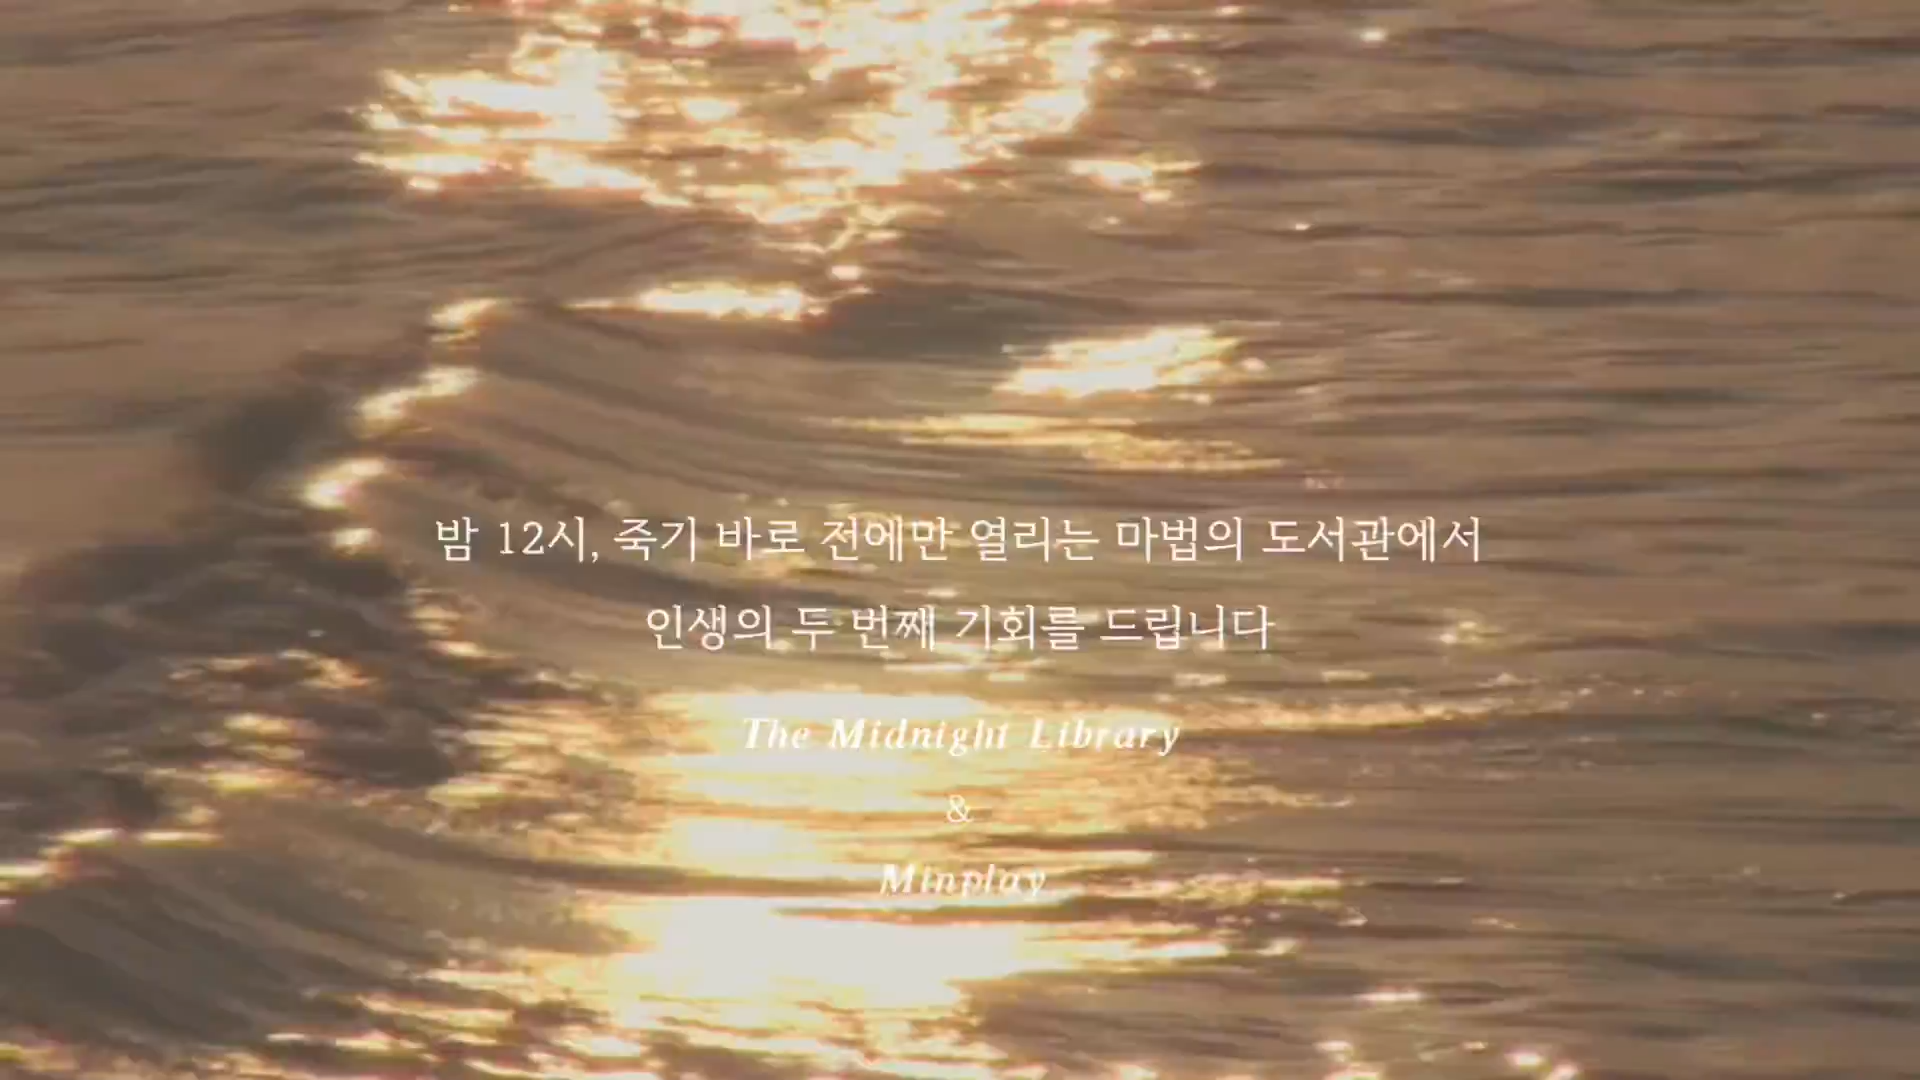 밤 12시, 죽기 바로 전에만 열리는 마법의 도서관에서
인생의 두 번째 기회를 드립니다
The Midnight Library
&
Minplay